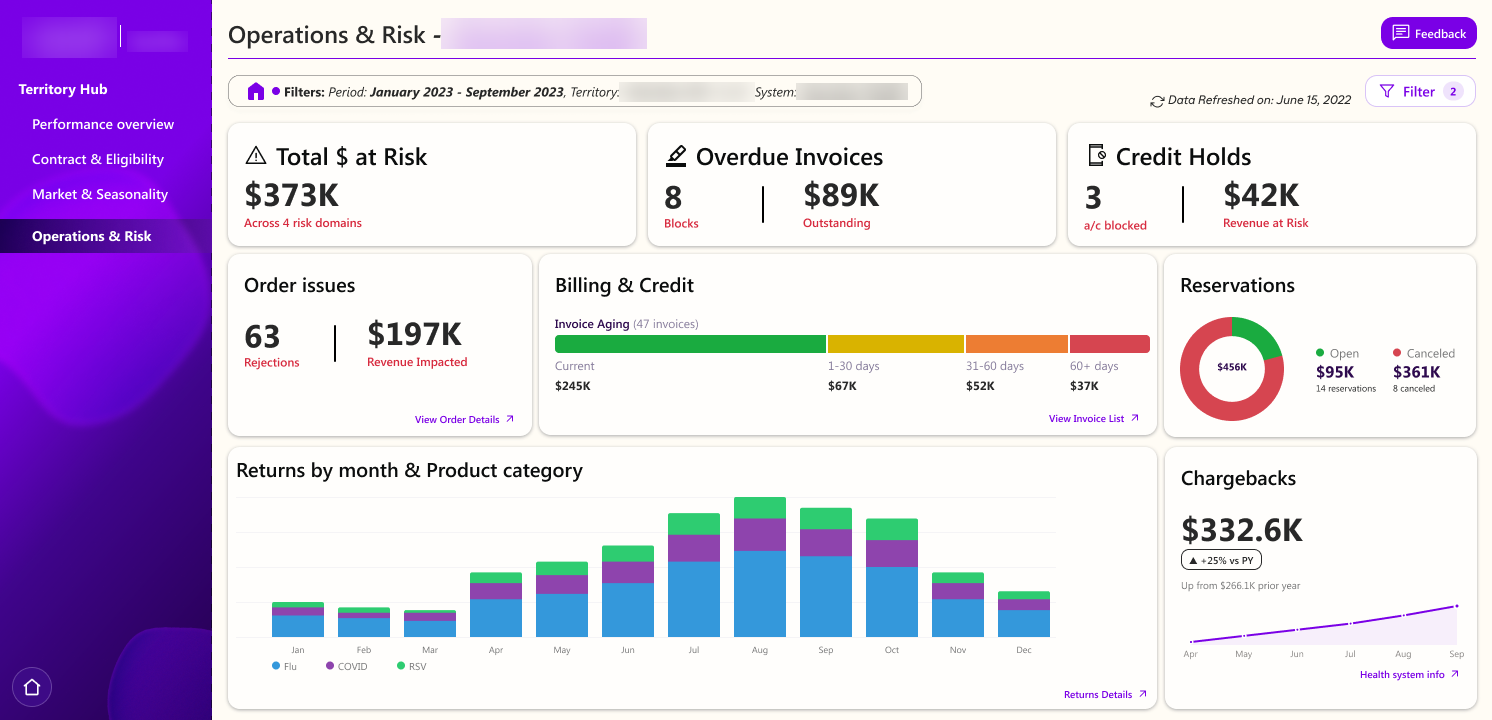 Operations & Risk -
Feedback
Territory Hub
Performance overview
Contract & Eligibility
Market & Seasonality
Operations & Risk
Filters: Period: January 2023 - September 2023, Territory: System:
Data Refreshed on: June 15, 2022
Filter 2
Total $ at Risk
$373K
Across 4 risk domains
Overdue Invoices
8 $89K
Blocks Outstanding
Credit Holds
3 $42K
a/c blocked Revenue at Risk
Order issues
63 $197K
Rejections Revenue Impacted
View Order Details
Billing & Credit
Invoice Aging (47 invoices)
Current 1-30 days 31-60 days 60+ days
$245K $67K $52K $37K
View Invoice List
Reservations
$456K
Open Canceled
$95K $361K
14 reservations 8 canceled
Returns by month & Product category
Jan Feb Mar Apr May Jun Jul Aug Sep Oct Nov Dec
Flu COVID RSV
Returns Details
Chargebacks
$332.6K
▲ +25% vs PY
Up from $266.1K prior year
Apr May Jun Jul Aug Sep
Health system info